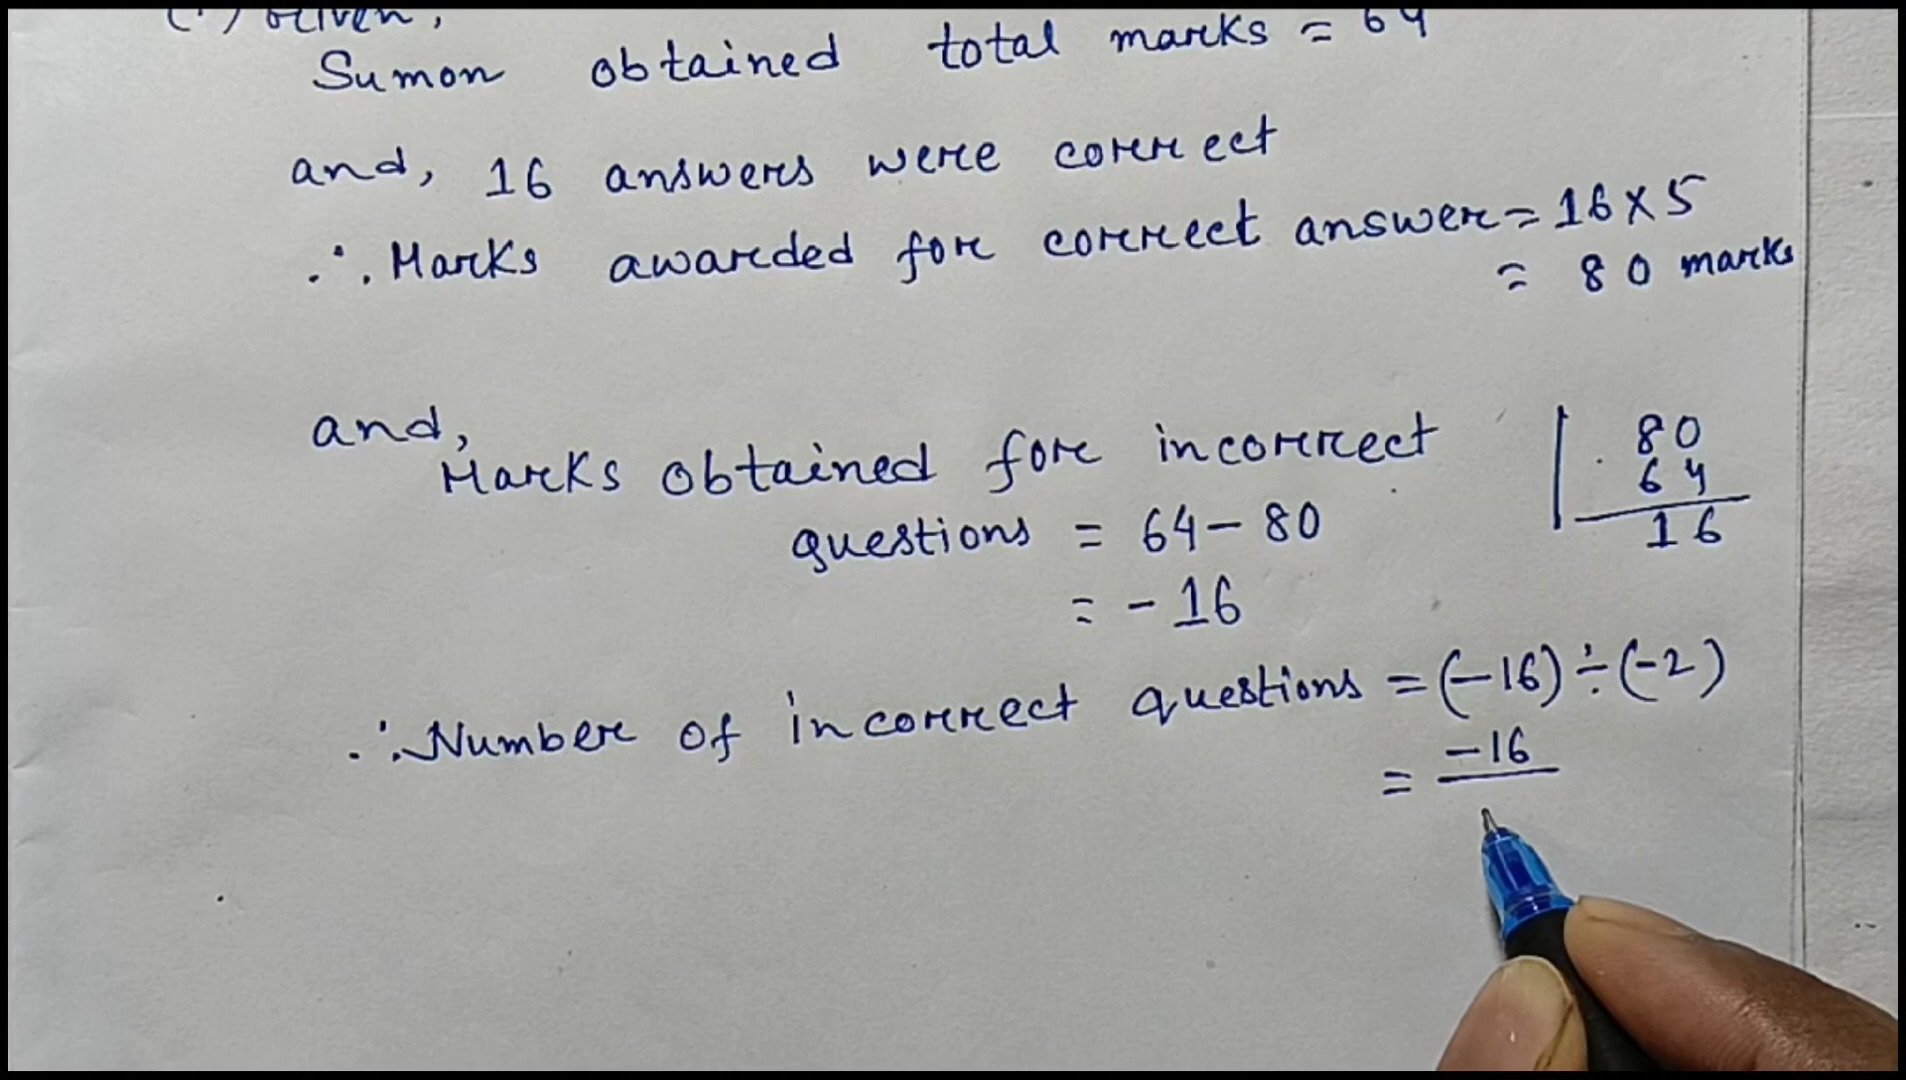 (i) Given,
Sumon obtained total marks = 64
and, 16 answers were correct
∴ Marks awarded for correct answer = 16 × 5
= 80 marks
and,
Marks obtained for incorrect
questions = 64 - 80
= - 16
80
64
16
∴ Number of incorrect questions = (-16) ÷ (-2)
= -16